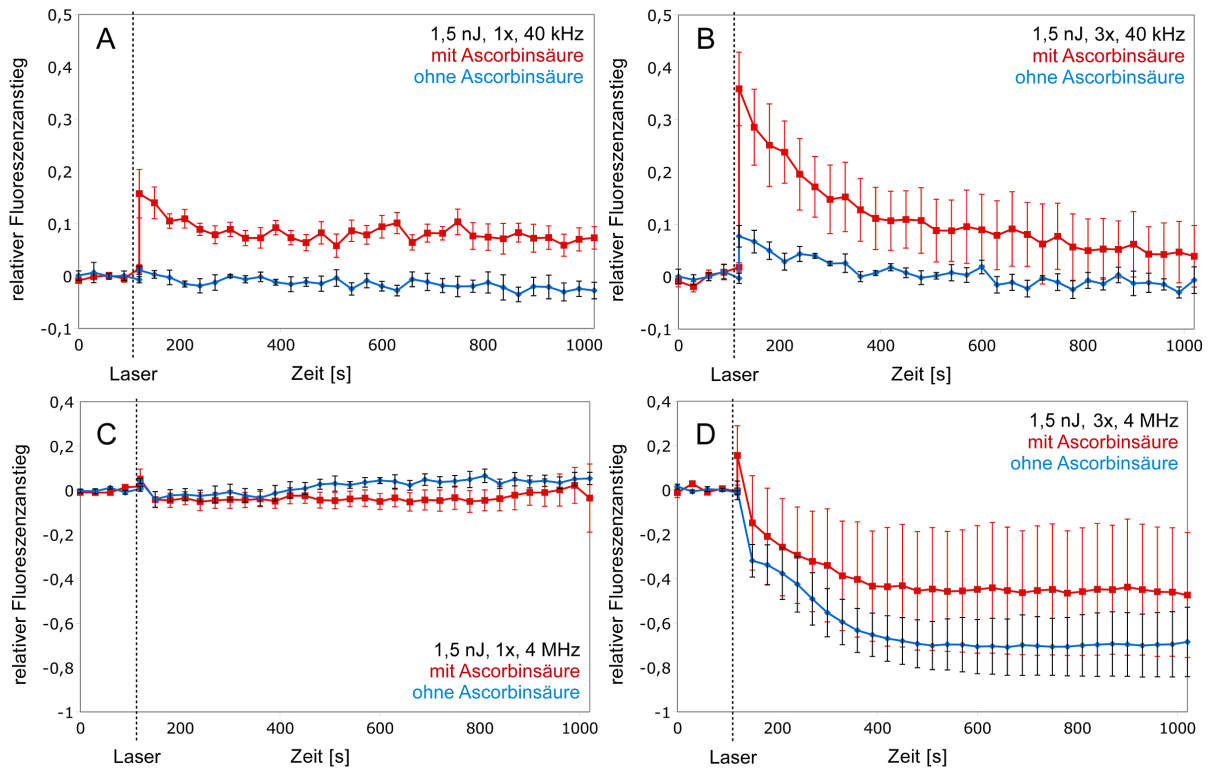 A
1,5 nJ, 1x, 40 kHz
mit Ascorbinsäure
ohne Ascorbinsäure
relativer Fluoreszenzanstieg
0,5
0,4
0,3
0,2
0,1
0
-0,1
0 200 400 600 800 1000
Laser
Zeit [s]
B
1,5 nJ, 3x, 40 kHz
mit Ascorbinsäure
ohne Ascorbinsäure
relativer Fluoreszenzanstieg
0,5
0,4
0,3
0,2
0,1
0
-0,1
0 200 400 600 800 1000
Laser
Zeit [s]
C
relativer Fluoreszenzanstieg
0,4
0,2
0
-0,2
-0,4
-0,6
-0,8
-1
1,5 nJ, 1x, 4 MHz
mit Ascorbinsäure
ohne Ascorbinsäure
0 200 400 600 800 1000
Laser
Zeit [s]
D
1,5 nJ, 3x, 4 MHz
mit Ascorbinsäure
ohne Ascorbinsäure
relativer Fluoreszenzanstieg
0,4
0,2
0
-0,2
-0,4
-0,6
-0,8
-1
0 200 400 600 800 1000
Laser
Zeit [s]